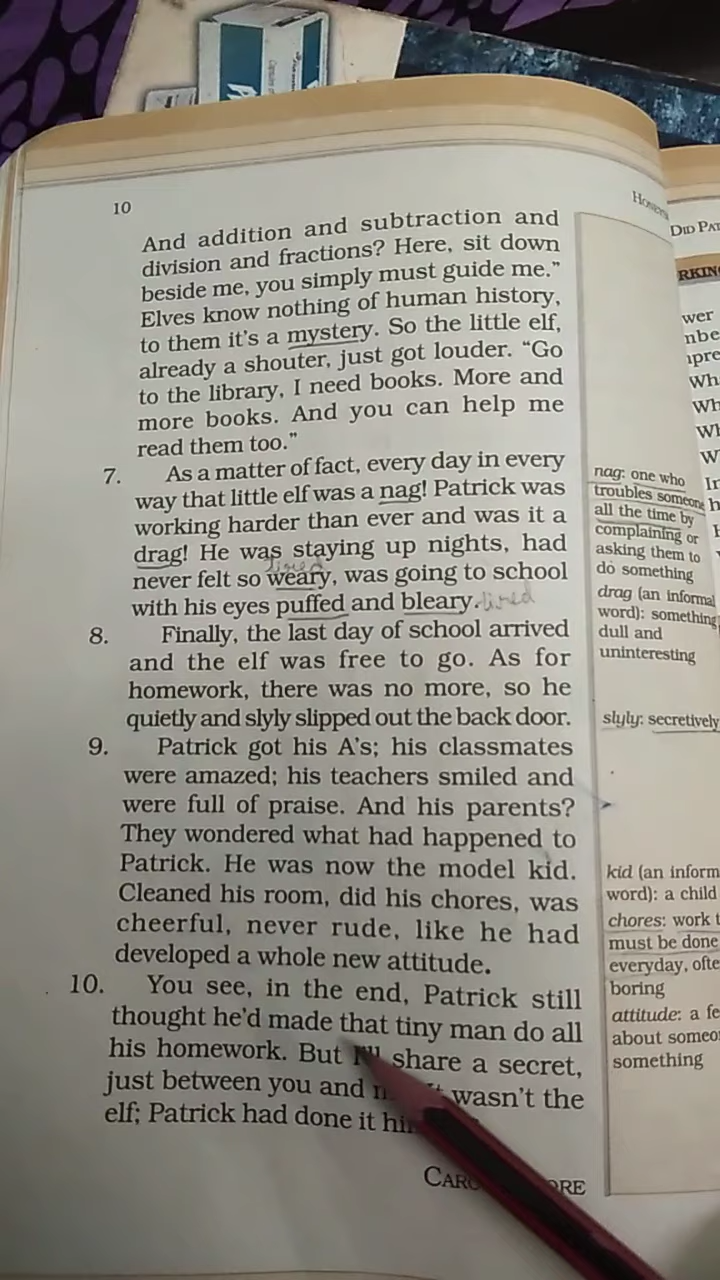 10
And addition and subtraction and
division and fractions? Here, sit down
beside me, you simply must guide me.”
Elves know nothing of human history,
to them it’s a mystery. So the little elf,
already a shouter, just got louder. “Go
to the library, I need books. More and
more books. And you can help me
read them too.”
7. As a matter of fact, every day in every
way that little elf was a nag! Patrick was
working harder than ever and was it a
drag! He was staying up nights, had
tired
never felt so weary, was going to school
with his eyes puffed and bleary. tired
8. Finally, the last day of school arrived
and the elf was free to go. As for
homework, there was no more, so he
quietly and slyly slipped out the back door.
9. Patrick got his A’s; his classmates
were amazed; his teachers smiled and
were full of praise. And his parents?
They wondered what had happened to
Patrick. He was now the model kid.
Cleaned his room, did his chores, was
cheerful, never rude, like he had
developed a whole new attitude.
10. You see, in the end, Patrick still
thought he’d made that tiny man do all
his homework. But I’ll share a secret,
just between you and wasn’t the
elf; Patrick had done it
nag: one who
troubles someone
all the time by
complaining or
asking them to
do something
drag (an informal
word): something
dull and
uninteresting
slyly: secretively
kid (an inform
word): a child
chores: work t
must be done
everyday, ofte
boring
attitude: a fe
about someo
something
DID PAT
RKING
wer
nbe
pre
Wh
Wh
Wh
W
In
h